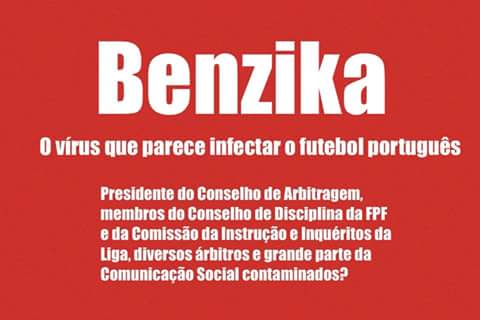 Benzika
O vírus que parece infectar o futebol português
Presidente do Conselho de Arbitragem,
membros do Conselho de Disciplina da FPF
e da Comissão da Instrução e Inquéritos da
Liga, diversos árbitros e grande parte da
Comunicação Social contaminados?